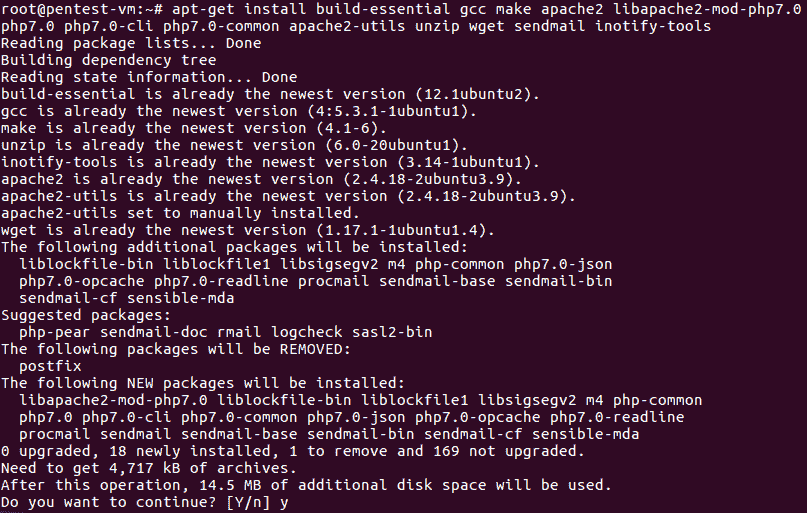 root@pentest-vm:~# apt-get install build-essential gcc make apache2 libapache2-mod-php7.0
php7.0 php7.0-cli php7.0-common apache2-utils unzip wget sendmail inotify-tools
Reading package lists... Done
Building dependency tree
Reading state information... Done
build-essential is already the newest version (12.1ubuntu2).
gcc is already the newest version (4:5.3.1-1ubuntu1).
make is already the newest version (4.1-6).
unzip is already the newest version (6.0-20ubuntu1).
inotify-tools is already the newest version (3.14-1ubuntu1).
apache2 is already the newest version (2.4.18-2ubuntu3.9).
apache2-utils is already the newest version (2.4.18-2ubuntu3.9).
apache2-utils set to manually installed.
wget is already the newest version (1.17.1-1ubuntu1.4).
The following additional packages will be installed:
  liblockfile-bin liblockfile1 libsigsegv2 m4 php-common php7.0-json
  php7.0-opcache php7.0-readline procmail sendmail-base sendmail-bin
  sendmail-cf sensible-mda
Suggested packages:
  php-pear sendmail-doc rmail logcheck sasl2-bin
The following packages will be REMOVED:
  postfix
The following NEW packages will be installed:
  libapache2-mod-php7.0 liblockfile-bin liblockfile1 libsigsegv2 m4 php-common
  php7.0 php7.0-cli php7.0-common php7.0-json php7.0-opcache php7.0-readline
  procmail sendmail sendmail-base sendmail-bin sendmail-cf sensible-mda
0 upgraded, 18 newly installed, 1 to remove and 169 not upgraded.
Need to get 4,717 kB of archives.
After this operation, 14.5 MB of additional disk space will be used.
Do you want to continue? [Y/n] y